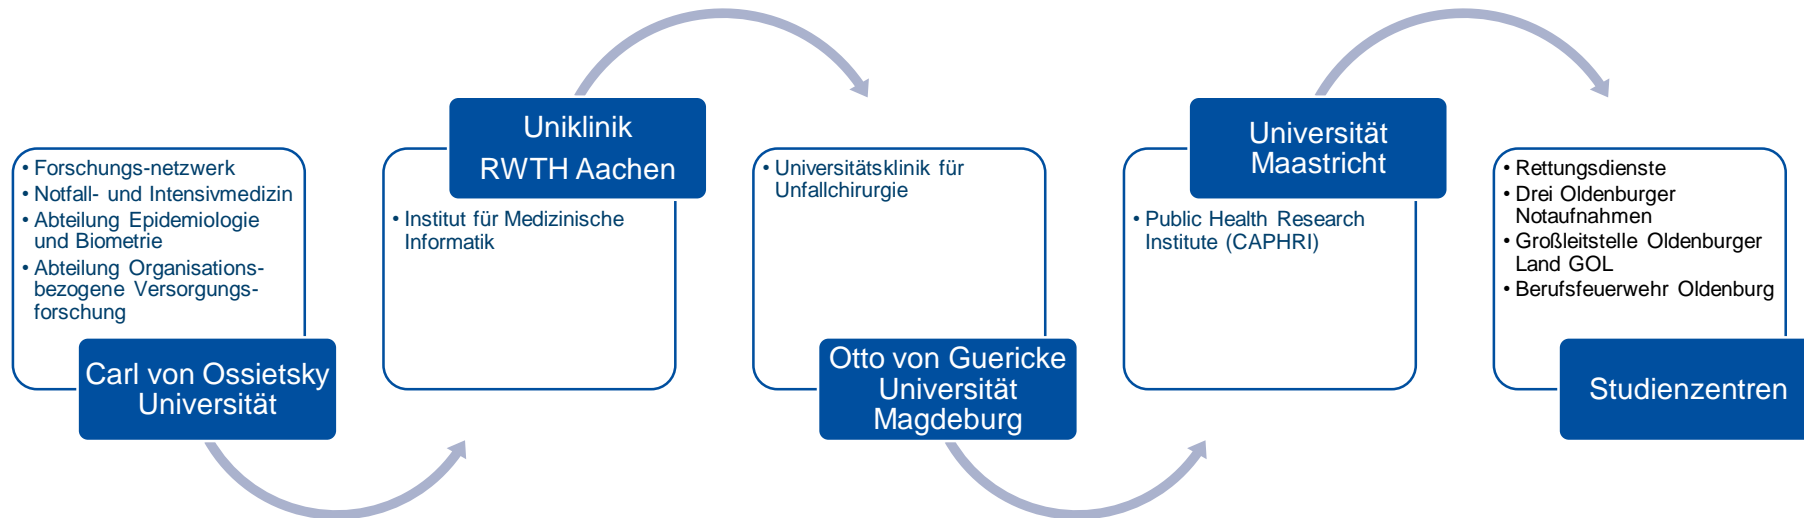 • Forschungs-netzwerk
• Notfall- und Intensivmedizin
• Abteilung Epidemiologie
und Biometrie
• Abteilung Organisations-
bezogene Versorgungs-
forschung
Carl von Ossietsky
Universität
Uniklinik
RWTH Aachen
• Institut für Medizinische
Informatik
• Universitätsklinik für
Unfallchirurgie
Otto von Guericke
Universität
Magdeburg
Universität
Maastricht
• Public Health Research
Institute (CAPHRI)
• Rettungsdienste
• Drei Oldenburger
Notaufnahmen
• Großleitstelle Oldenburger
Land GOL
• Berufsfeuerwehr Oldenburg
Studienzentren